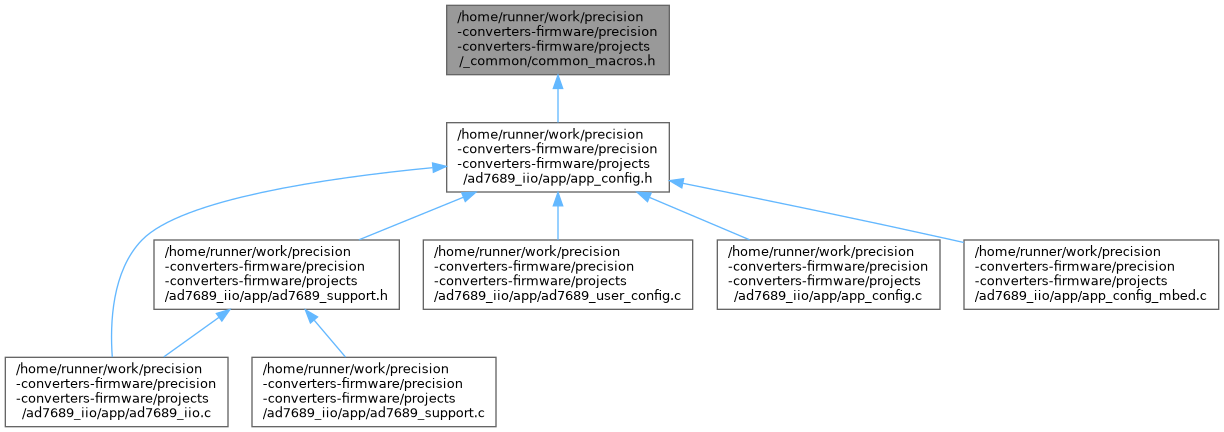 /home/runner/work/precision
-converters-firmware/precision
-converters-firmware/projects
/_common/common_macros.h
/home/runner/work/precision
-converters-firmware/precision
-converters-firmware/projects
/ad7689_iio/app/app_config.h
/home/runner/work/precision
-converters-firmware/precision
-converters-firmware/projects
/ad7689_iio/app/ad7689_support.h
/home/runner/work/precision
-converters-firmware/precision
-converters-firmware/projects
/ad7689_iio/app/ad7689_user_config.c
/home/runner/work/precision
-converters-firmware/precision
-converters-firmware/projects
/ad7689_iio/app/app_config.c
/home/runner/work/precision
-converters-firmware/precision
-converters-firmware/projects
/ad7689_iio/app/app_config_mbed.c
/home/runner/work/precision
-converters-firmware/precision
-converters-firmware/projects
/ad7689_iio/app/ad7689_iio.c
/home/runner/work/precision
-converters-firmware/precision
-converters-firmware/projects
/ad7689_iio/app/ad7689_support.c